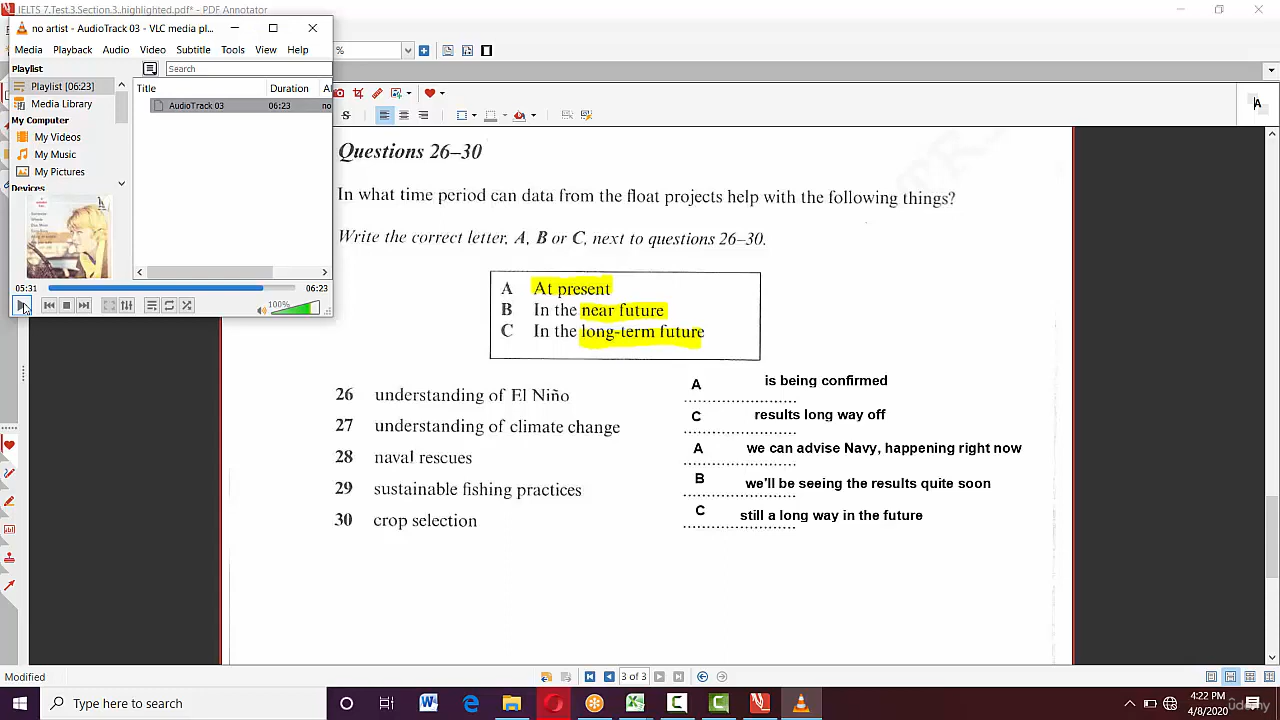 IELTS 7.Test.3.Section.3.highlighted.pdf* - PDF Annotator
no artist - AudioTrack 03 - VLC media pl...
Media Playback Audio Video Subtitle Tools View Help
Playlist
Search
Playlist [06:23]
Media Library
My Computer
My Videos
My Music
My Pictures
Devices
Title Duration Al
AudioTrack 03 06:23 no
05:31 06:23
100%
%
A
Questions 26–30
In what time period can data from the float projects help with the following things?
Write the correct letter, A, B or C, next to questions 26–30.
A At present
B In the near future
C In the long-term future
26 understanding of El Niño A is being confirmed
27 understanding of climate change C results long way off
28 naval rescues A we can advise Navy, happening right now
29 sustainable fishing practices B we'll be seeing the results quite soon
30 crop selection C still a long way in the future
Modified
3 of 3
Type here to search
4:22 PM
4/8/2020
Udemy